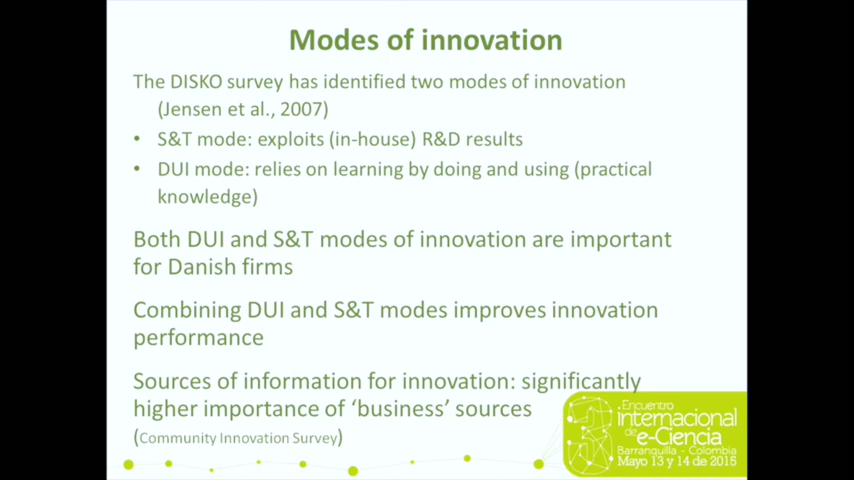 Modes of innovation
The DISKO survey has identified two modes of innovation
(Jensen et al., 2007)
• S&T mode: exploits (in-house) R&D results
• DUI mode: relies on learning by doing and using (practical
knowledge)
Both DUI and S&T modes of innovation are important
for Danish firms
Combining DUI and S&T modes improves innovation
performance
Sources of information for innovation: significantly
higher importance of ‘business’ sources
(Community Innovation Survey)
3
Encuentro
internacional
de e-Ciencia
Barranquilla - Colombia
Mayo 13 y 14 de 2015